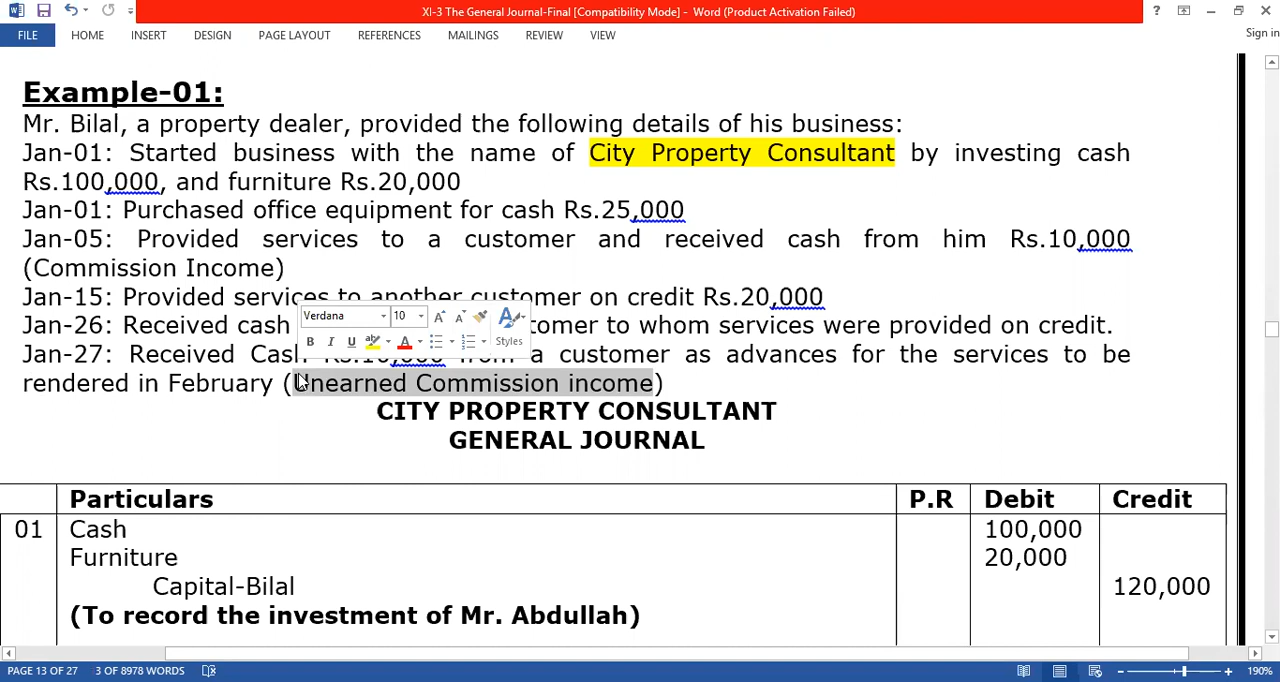 XI-3 The General Journal-Final [Compatibility Mode] - Word (Product Activation Failed)
FILE HOME INSERT DESIGN PAGE LAYOUT REFERENCES MAILINGS REVIEW VIEW Sign in
Example-01:
Mr. Bilal, a property dealer, provided the following details of his business:
Jan-01: Started business with the name of City Property Consultant by investing cash
Rs.100,000, and furniture Rs.20,000
Jan-01: Purchased office equipment for cash Rs.25,000
Jan-05: Provided services to a customer and received cash from him Rs.10,000
(Commission Income)
Jan-15: Provided services to another customer on credit Rs.20,000
Verdana 10 Styles
Jan-26: Received cash to whom services were provided on credit.
Jan-27: Received Cash from a customer as advances for the services to be
rendered in February (Unearned Commission income)
CITY PROPERTY CONSULTANT
GENERAL JOURNAL
Particulars P.R Debit Credit
01 Cash 100,000
Furniture 20,000
Capital-Bilal 120,000
(To record the investment of Mr. Abdullah)
PAGE 13 OF 27 3 OF 8978 WORDS 190%